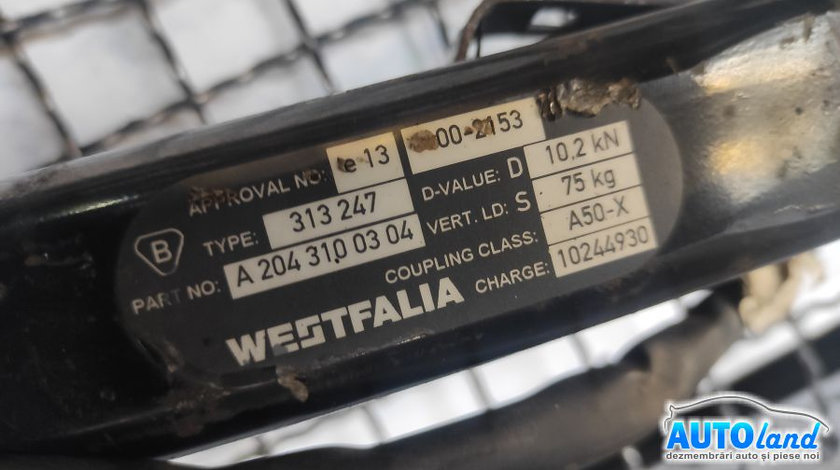 APPROVAL NO: e 13 00-2153
TYPE: 313 247
PART NO: A 204 310 03 04
D-VALUE: D 10,2 kN
VERT. LD: S 75 kg
COUPLING CLASS: A50-X
CHARGE: 10244930
B
WESTFALIA
AUTOland
dezmembrări auto și piese noi